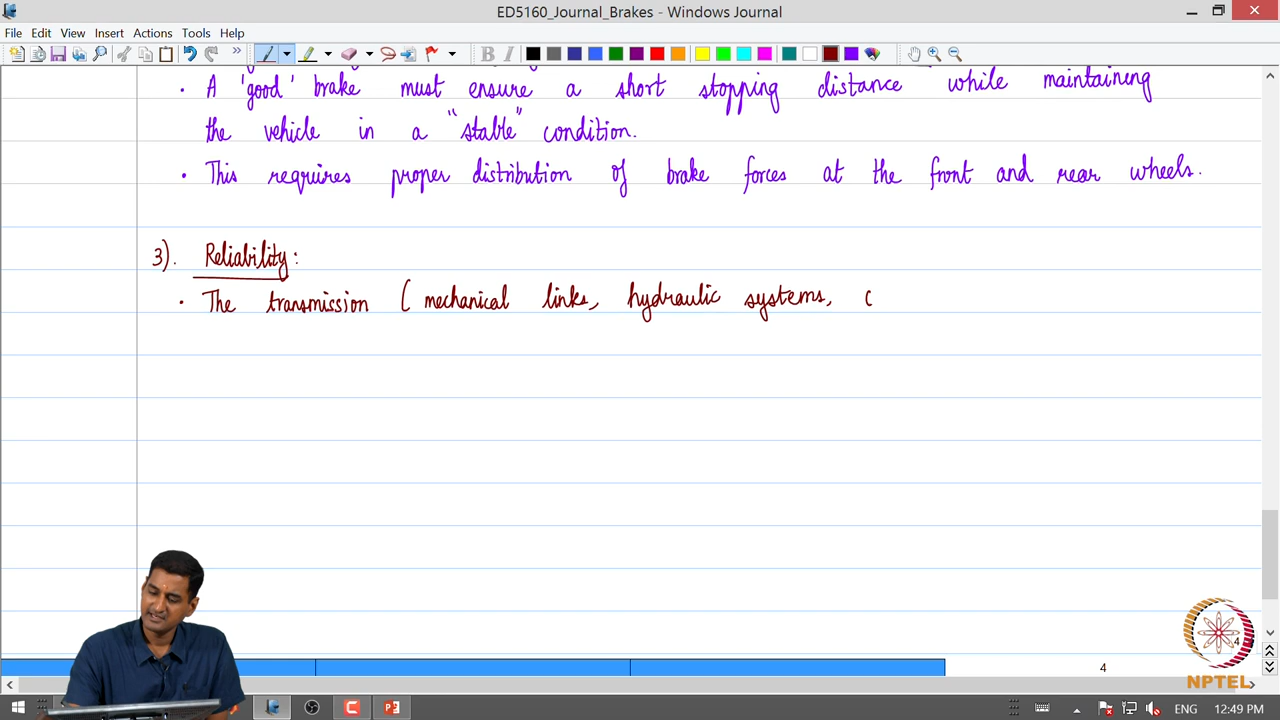 ED5160_Journal_Brakes - Windows Journal
File Edit View Insert Actions Tools Help
• A 'good' brake must ensure a short stopping distance while maintaining
the vehicle in a "stable" condition.
• This requires proper distribution of brake forces at the front and rear wheels.
3). Reliability:
• The transmission ( mechanical links, hydraulic systems, c
4
4
NPTEL
ENG 12:49 PM